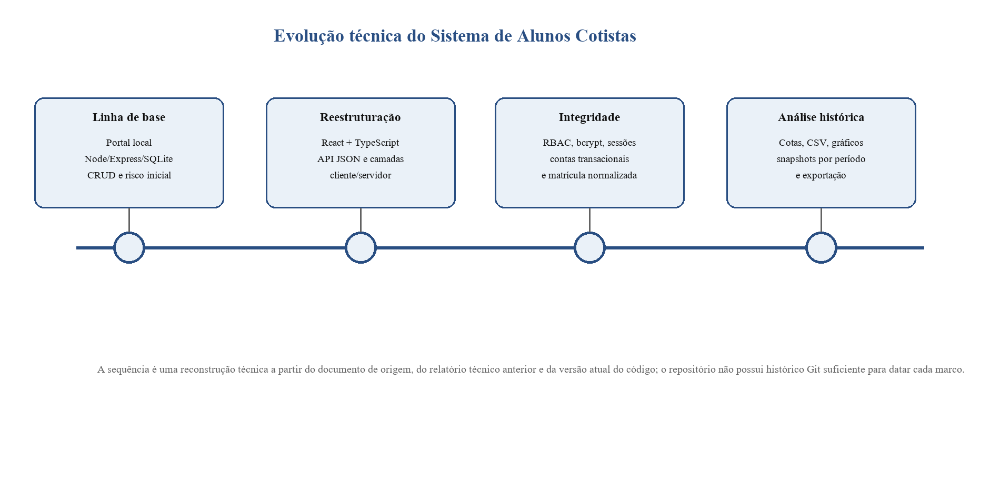 Evolução técnica do Sistema de Alunos Cotistas
Linha de base
Portal local
Node/Express/SQLite
CRUD e risco inicial
Reestruturação
React + TypeScript
API JSON e camadas
cliente/servidor
Integridade
RBAC, bcrypt, sessões
contas transacionais
e matrícula normalizada
Análise histórica
Cotas, CSV, gráficos
snapshots por período
e exportação
A sequência é uma reconstrução técnica a partir do documento de origem, do relatório técnico anterior e da versão atual do código; o repositório não possui histórico Git suficiente para datar cada marco.